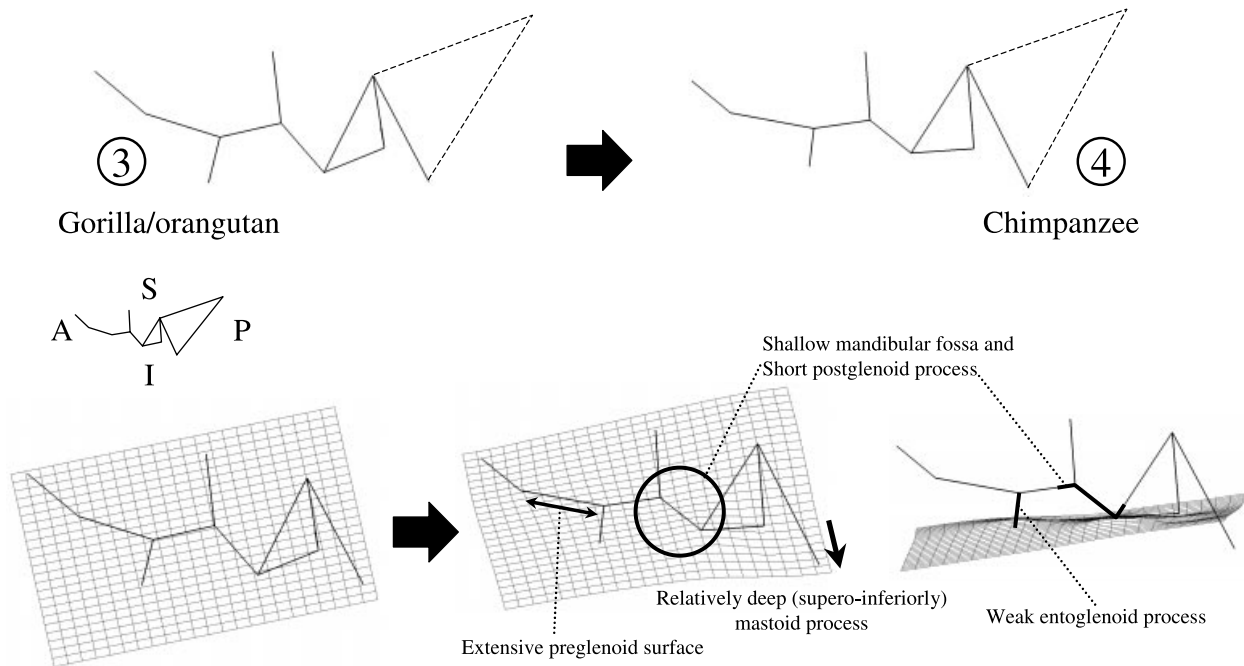 3
4
Gorilla/orangutan
Chimpanzee
S
A
P
I
Shallow mandibular fossa and
Short postglenoid process
Relatively deep (supero-inferiorly)
mastoid process
Weak entoglenoid process
Extensive preglenoid surface